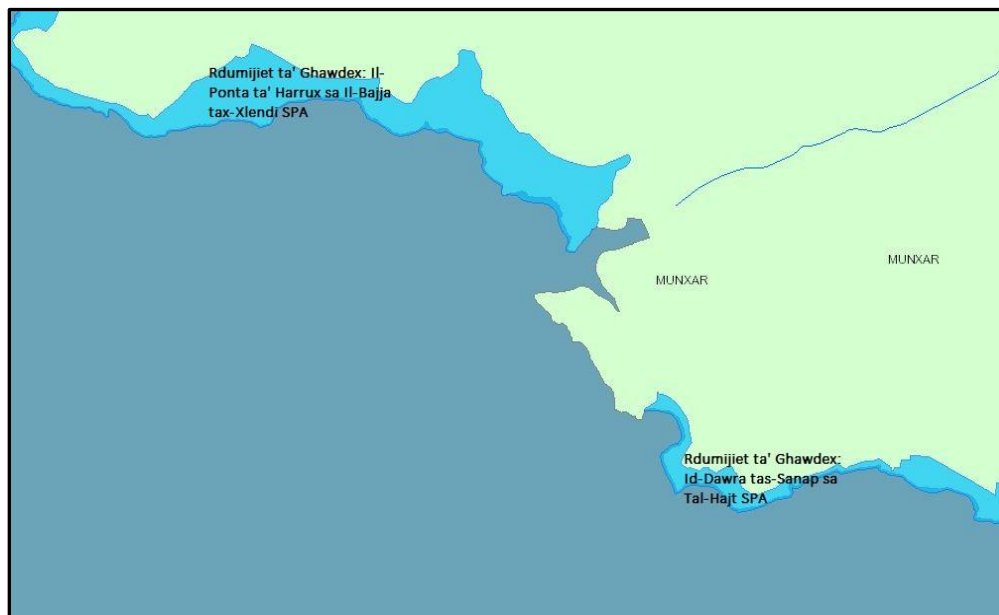 Rdumijiet ta' Ghawdex: Il-
Ponta ta' Harrux sa Il-Bajja
tax-Xlendi SPA
MUNXAR
MUNXAR
Rdumijiet ta' Ghawdex:
Id-Dawra tas-Sanap sa
Tal-Hajt SPA